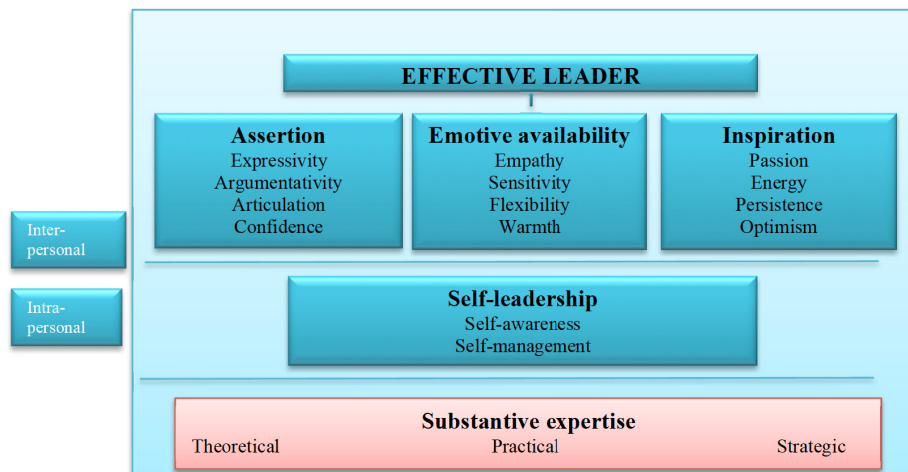 EFFECTIVE LEADER
Assertion
Expressivity
Argumentativity
Articulation
Confidence
Emotive availability
Empathy
Sensitivity
Flexibility
Warmth
Inspiration
Passion
Energy
Persistence
Optimism
Inter-
personal
Intra-
personal
Self-leadership
Self-awareness
Self-management
Substantive expertise
Theoretical Practical Strategic